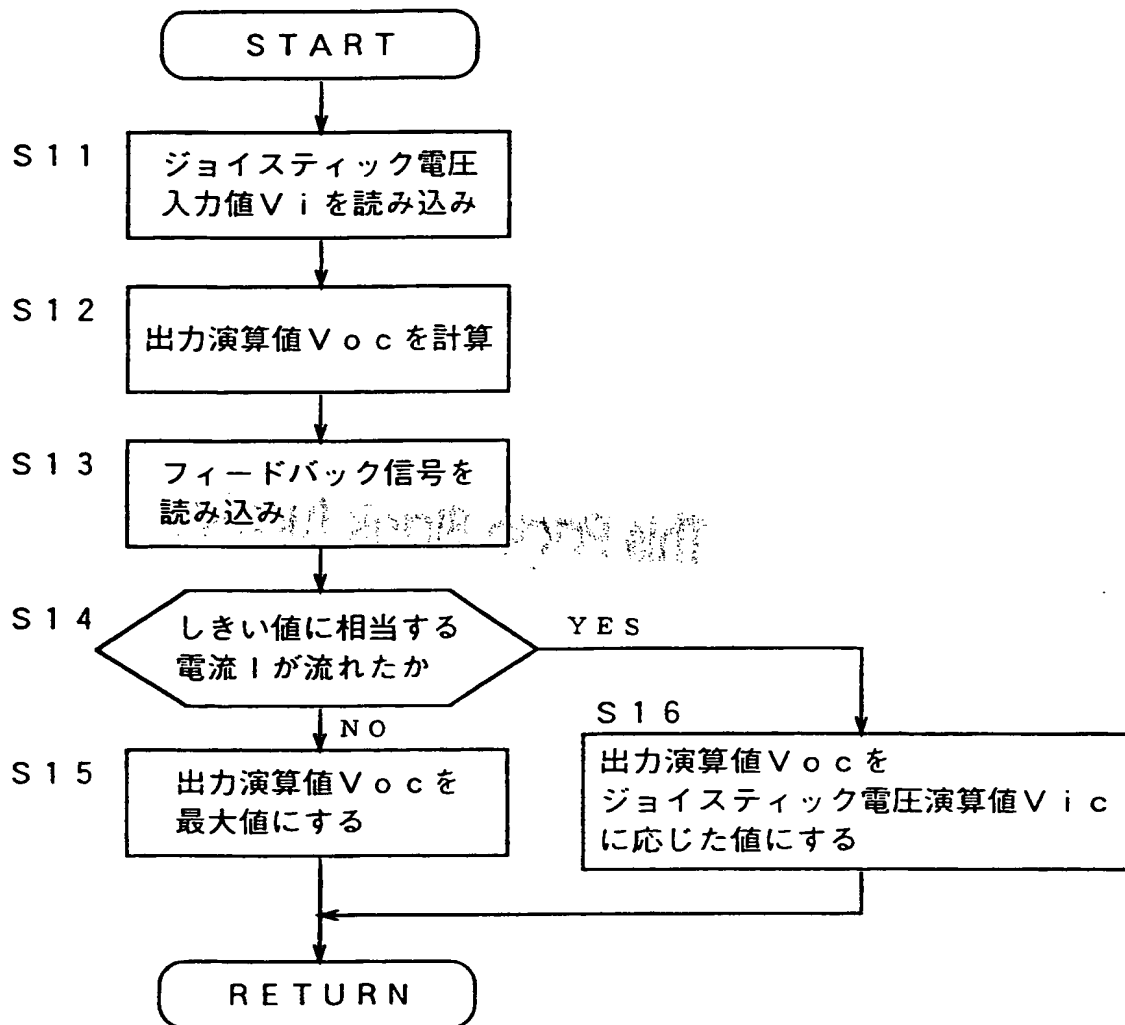 START
S11
ジョイスティック電圧
入力値Viを読み込み
S12
出力演算値Vocを計算
S13
フィードバック信号を
読み込み
S14
しきい値に相当する
電流Iが流れたか
YES
NO
S15
出力演算値Vocを
最大値にする
S16
出力演算値Vocを
ジョイスティック電圧演算値Vic
に応じた値にする
RETURN